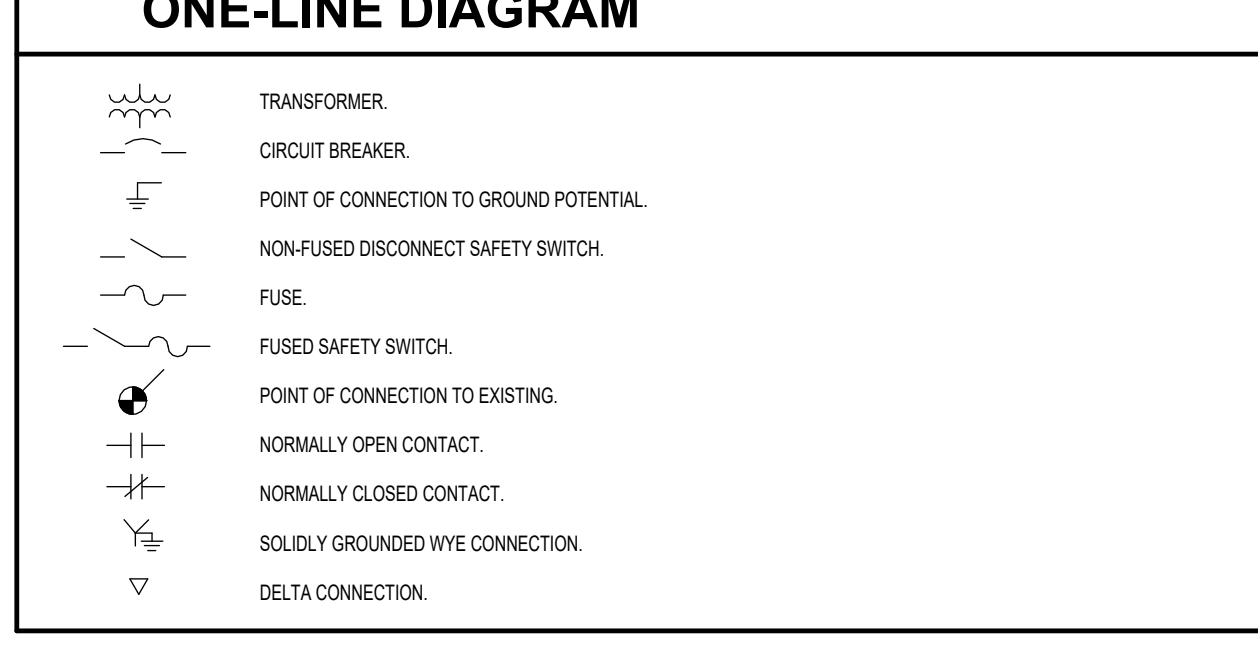 ONE-LINE DIAGRAM
TRANSFORMER.
CIRCUIT BREAKER.
POINT OF CONNECTION TO GROUND POTENTIAL.
NON-FUSED DISCONNECT SAFETY SWITCH.
FUSE.
FUSED SAFETY SWITCH.
POINT OF CONNECTION TO EXISTING.
NORMALLY OPEN CONTACT.
NORMALLY CLOSED CONTACT.
SOLIDLY GROUNDED WYE CONNECTION.
DELTA CONNECTION.